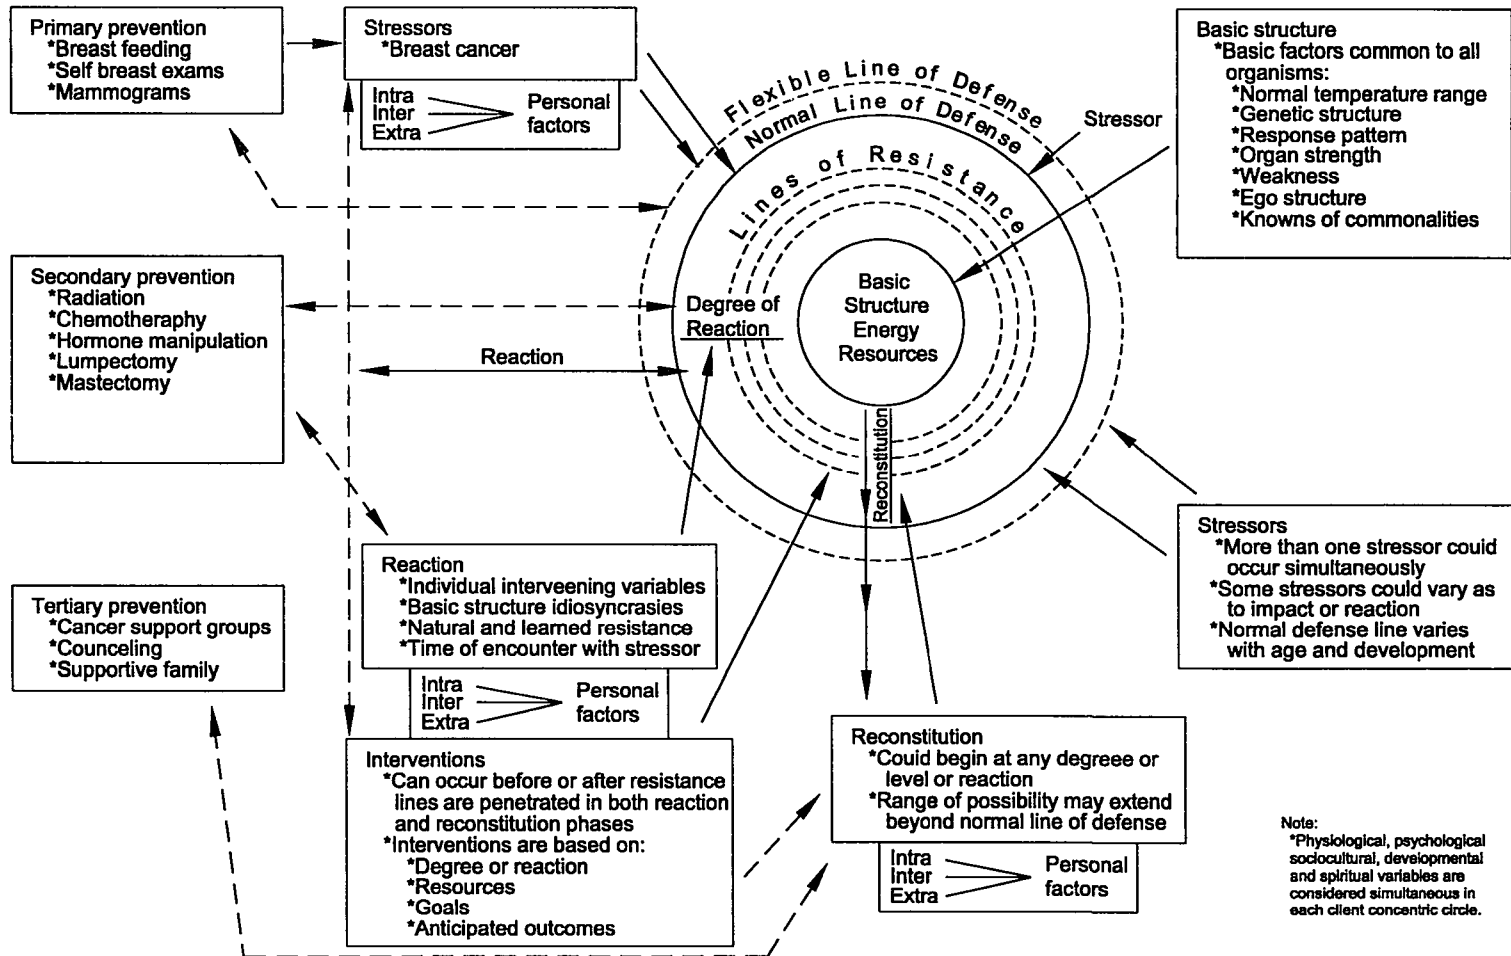 Primary prevention
*Breast feeding
*Self breast exams
*Mammograms
Stressors
*Breast cancer
Intra
Inter
Extra
Personal
factors
Flexible Line of Defense
Normal Line of Defense
Lines of Resistance
Stressor
Basic structure
*Basic factors common to all
organisms:
*Normal temperature range
*Genetic structure
*Response pattern
*Organ strength
*Weakness
*Ego structure
*Knowns of commonalities
Secondary prevention
*Radiation
*Chemotheraphy
*Hormone manipulation
*Lumpectomy
*Mastectomy
Degree of
Reaction
Basic
Structure
Energy
Resources
Reaction
Reconstitution
Stressors
*More than one stressor could
occur simultaneously
*Some stressors could vary as
to impact or reaction
*Normal defense line varies
with age and development
Reaction
*Individual interveening variables
*Basic structure idiosyncrasies
*Natural and learned resistance
*Time of encounter with stressor
Intra
Inter
Extra
Personal
factors
Tertiary prevention
*Cancer support groups
*Counceling
*Supportive family
Interventions
*Can occur before or after resistance
lines are penetrated in both reaction
and reconstitution phases
*Interventions are based on:
*Degree or reaction
*Resources
*Goals
*Anticipated outcomes
Reconstitution
*Could begin at any degreee or
level or reaction
*Range of possibility may extend
beyond normal line of defense
Intra
Inter
Extra
Personal
factors
Note:
*Physiological, psychological
sociocultural, developmental
and spiritual variables are
considered simultaneous in
each client concentric circle.